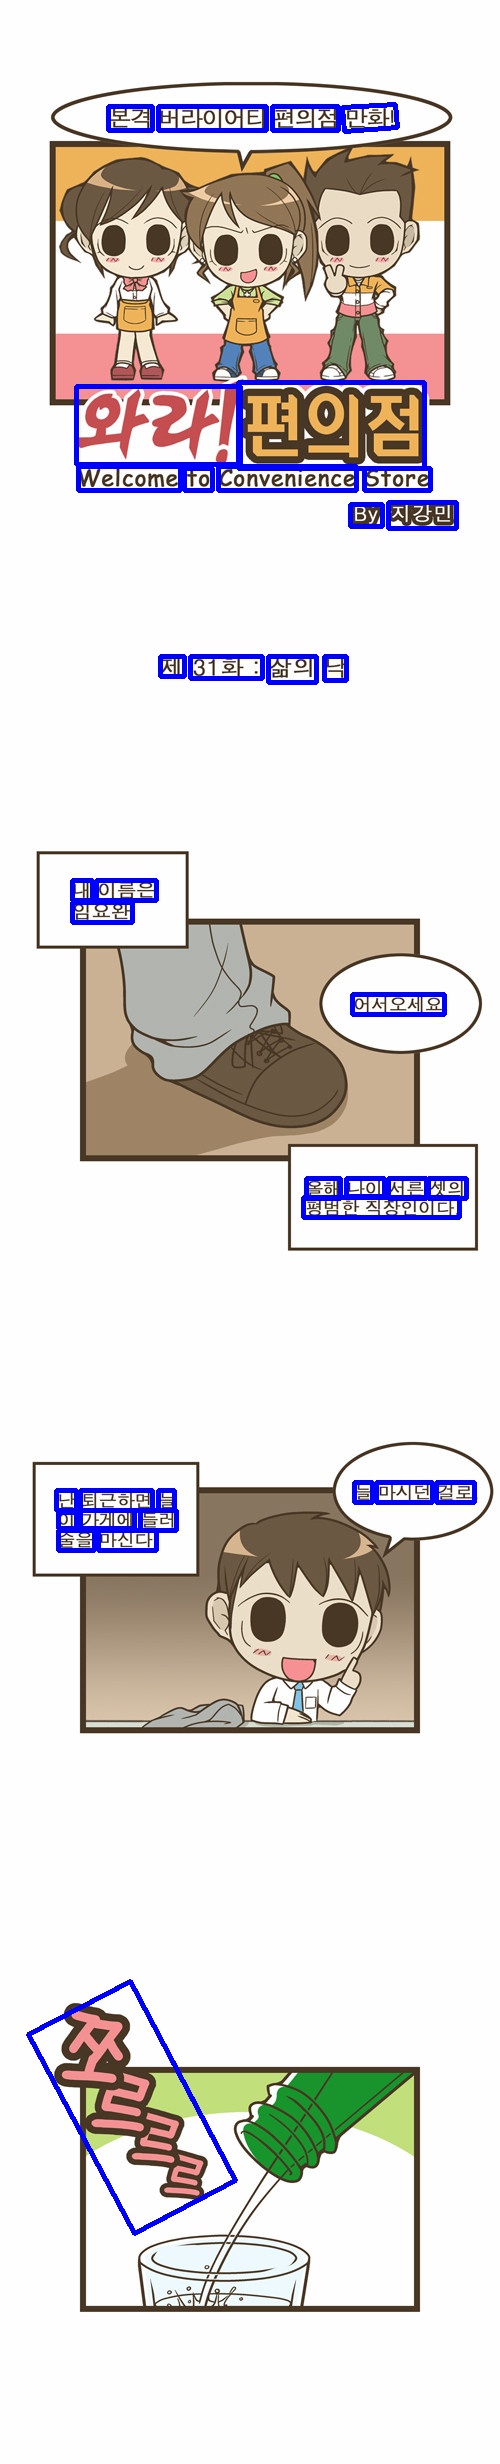 본격 버라이어티 편의점 만화!
와라! 편의점
Welcome to Convenience Store
By 지강민
제 31화 : 삶의 낙
내 이름은
임요완
어서오세요
올해 나이 서른 셋의
평범한 직장인이다
늘 마시던 걸로
난 퇴근하면 늘
이 가게에 들러
술을 마신다
쪼르르르